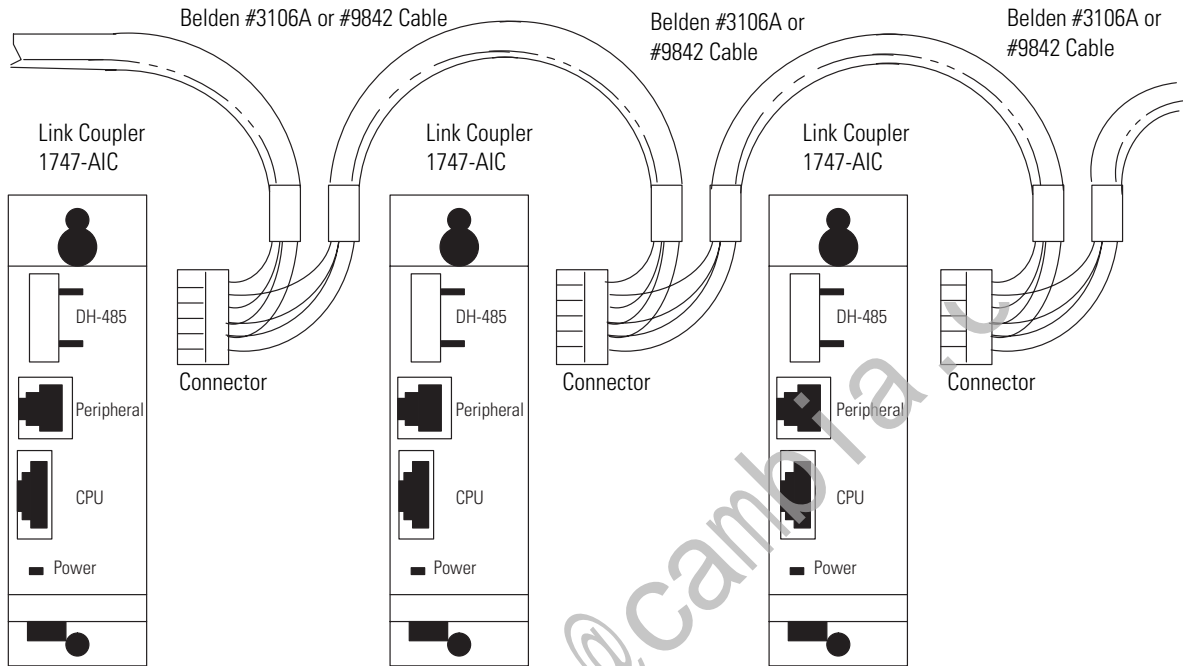 Belden #3106A or #9842 Cable
Belden #3106A or
#9842 Cable
Belden #3106A or
#9842 Cable
Link Coupler
1747-AIC
Link Coupler
1747-AIC
Link Coupler
1747-AIC
DH-485
DH-485
DH-485
Connector
Connector
Connector
Peripheral
Peripheral
Peripheral
CPU
CPU
CPU
Power
Power
Power
@cambia.c